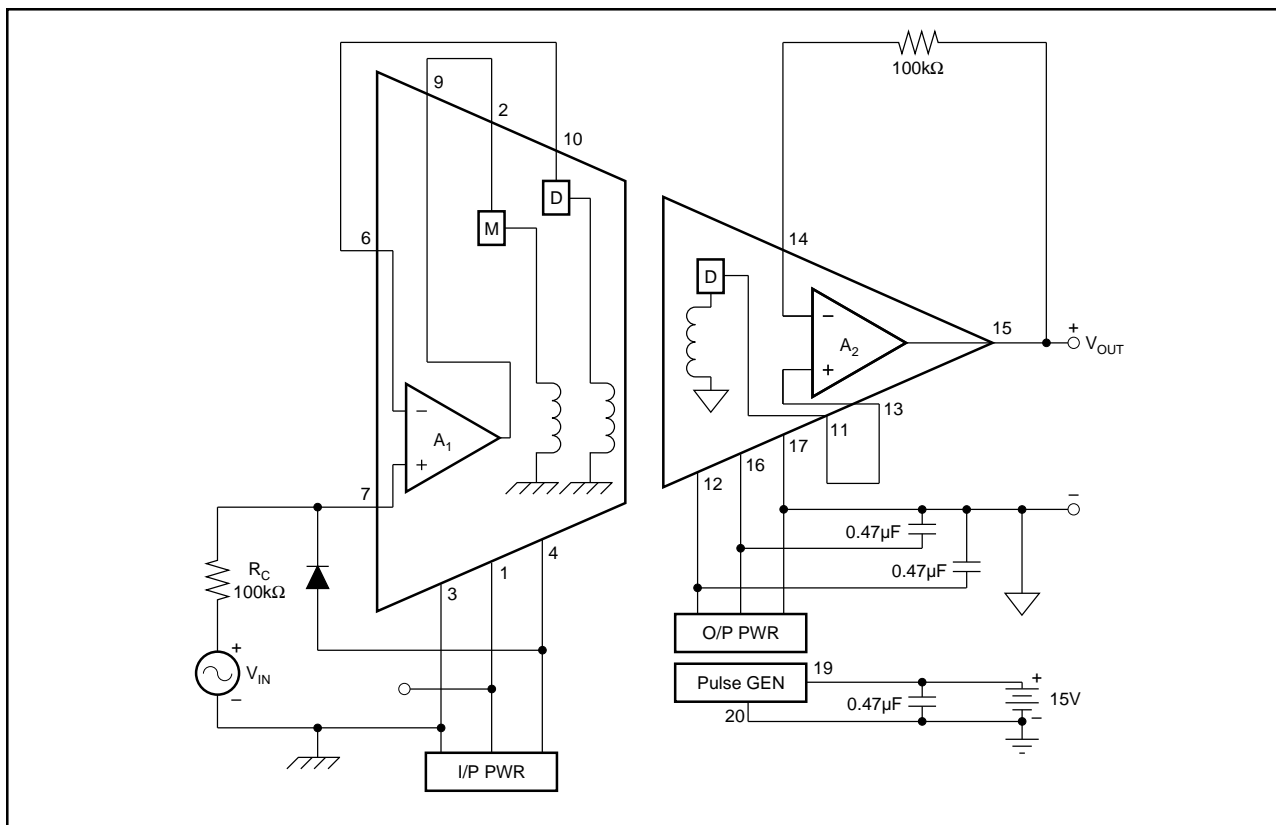 100kΩ
9
2
10
D
M
6
14
D
−
A2
+
15
+
VOUT
−
A1
+
13
11
17
16
12
7
4
1
3
RC
100kΩ
+
VIN
−
−
0.47µF
0.47µF
O/P PWR
Pulse GEN
19
20
0.47µF
+
15V
−
I/P PWR